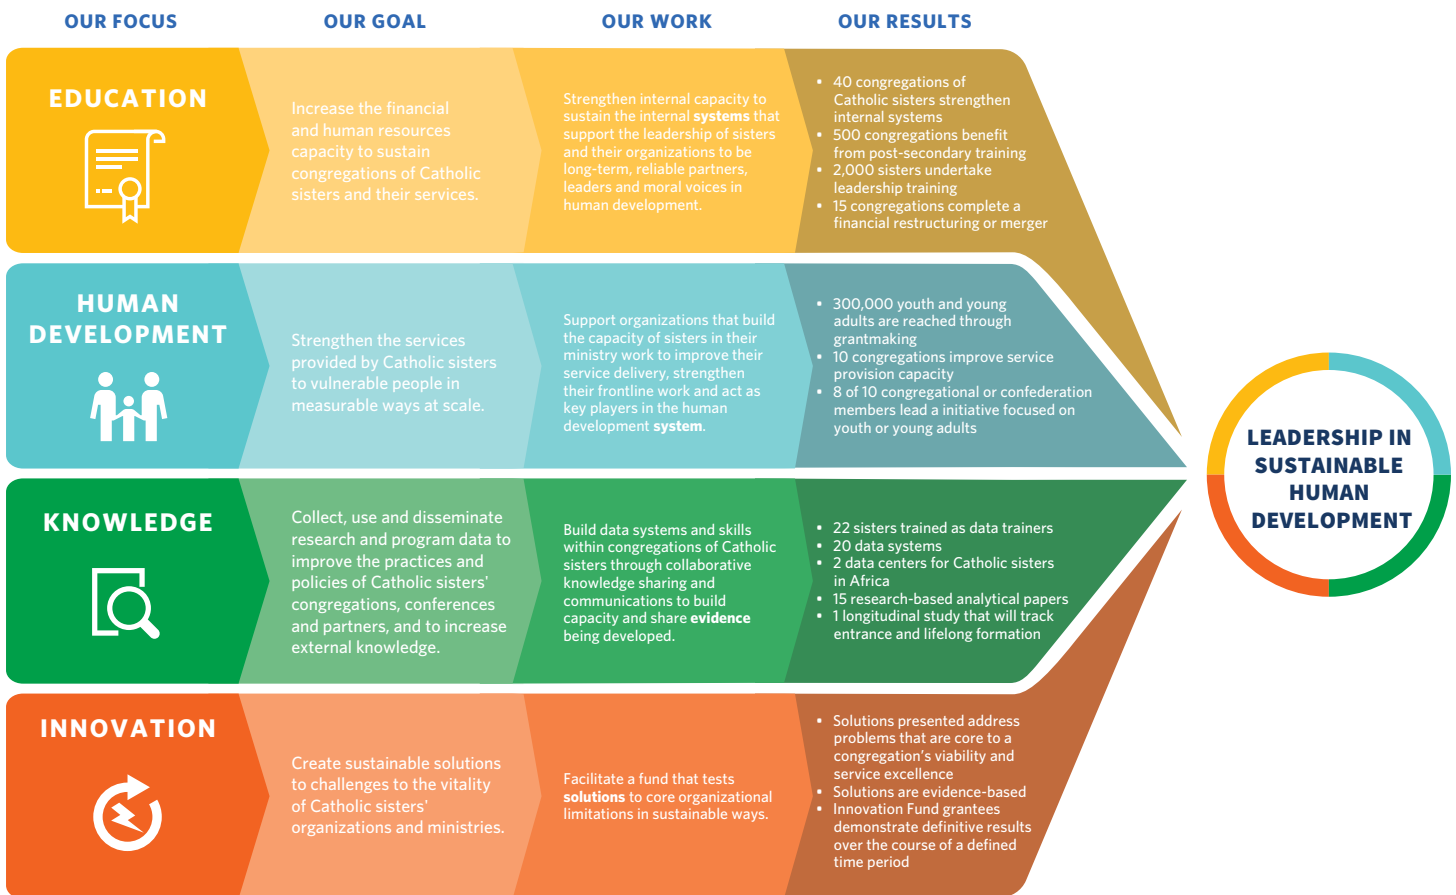 OUR FOCUS
OUR GOAL
OUR WORK
OUR RESULTS
EDUCATION
Increase the financial
and human resources
capacity to sustain
congregations of Catholic
sisters and their services.
Strengthen internal capacity to
sustain the internal systems that
support the leadership of sisters
and their organizations to be
long-term, reliable partners,
leaders and moral voices in
human development.
• 40 congregations of
Catholic sisters strengthen
internal systems
• 500 congregations benefit
from post-secondary training
• 2,000 sisters undertake
leadership training
• 15 congregations complete a
financial restructuring or merger
HUMAN
DEVELOPMENT
Strengthen the services
provided by Catholic sisters
to vulnerable people in
measurable ways at scale.
Support organizations that build
the capacity of sisters in their
ministry work to improve their
service delivery, strengthen
their frontline work and act as
key players in the human
development system.
• 300,000 youth and young
adults are reached through
grantmaking
• 10 congregations improve service
provision capacity
• 8 of 10 congregational or confederation
members lead a initiative focused on
youth or young adults
KNOWLEDGE
Collect, use and disseminate
research and program data to
improve the practices and
policies of Catholic sisters'
congregations, conferences
and partners, and to increase
external knowledge.
Build data systems and skills
within congregations of Catholic
sisters through collaborative
knowledge sharing and
communications to build
capacity and share evidence
being developed.
• 22 sisters trained as data trainers
• 20 data systems
• 2 data centers for Catholic sisters
in Africa
• 15 research-based analytical papers
• 1 longitudinal study that will track
entrance and lifelong formation
INNOVATION
Create sustainable solutions
to challenges to the vitality
of Catholic sisters'
organizations and ministries.
Facilitate a fund that tests
solutions to core organizational
limitations in sustainable ways.
• Solutions presented address
problems that are core to a
congregation's viability and
service excellence
• Solutions are evidence-based
• Innovation Fund grantees
demonstrate definitive results
over the course of a defined
time period
LEADERSHIP IN
SUSTAINABLE
HUMAN
DEVELOPMENT